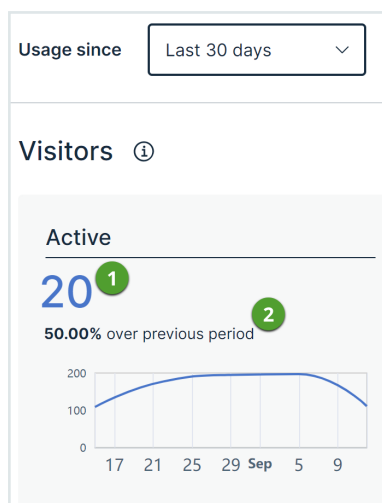 Usage since Last 30 days
Visitors
Active
20 1
50.00% over previous period 2
200
100
0
17 21 25 29 Sep 5 9